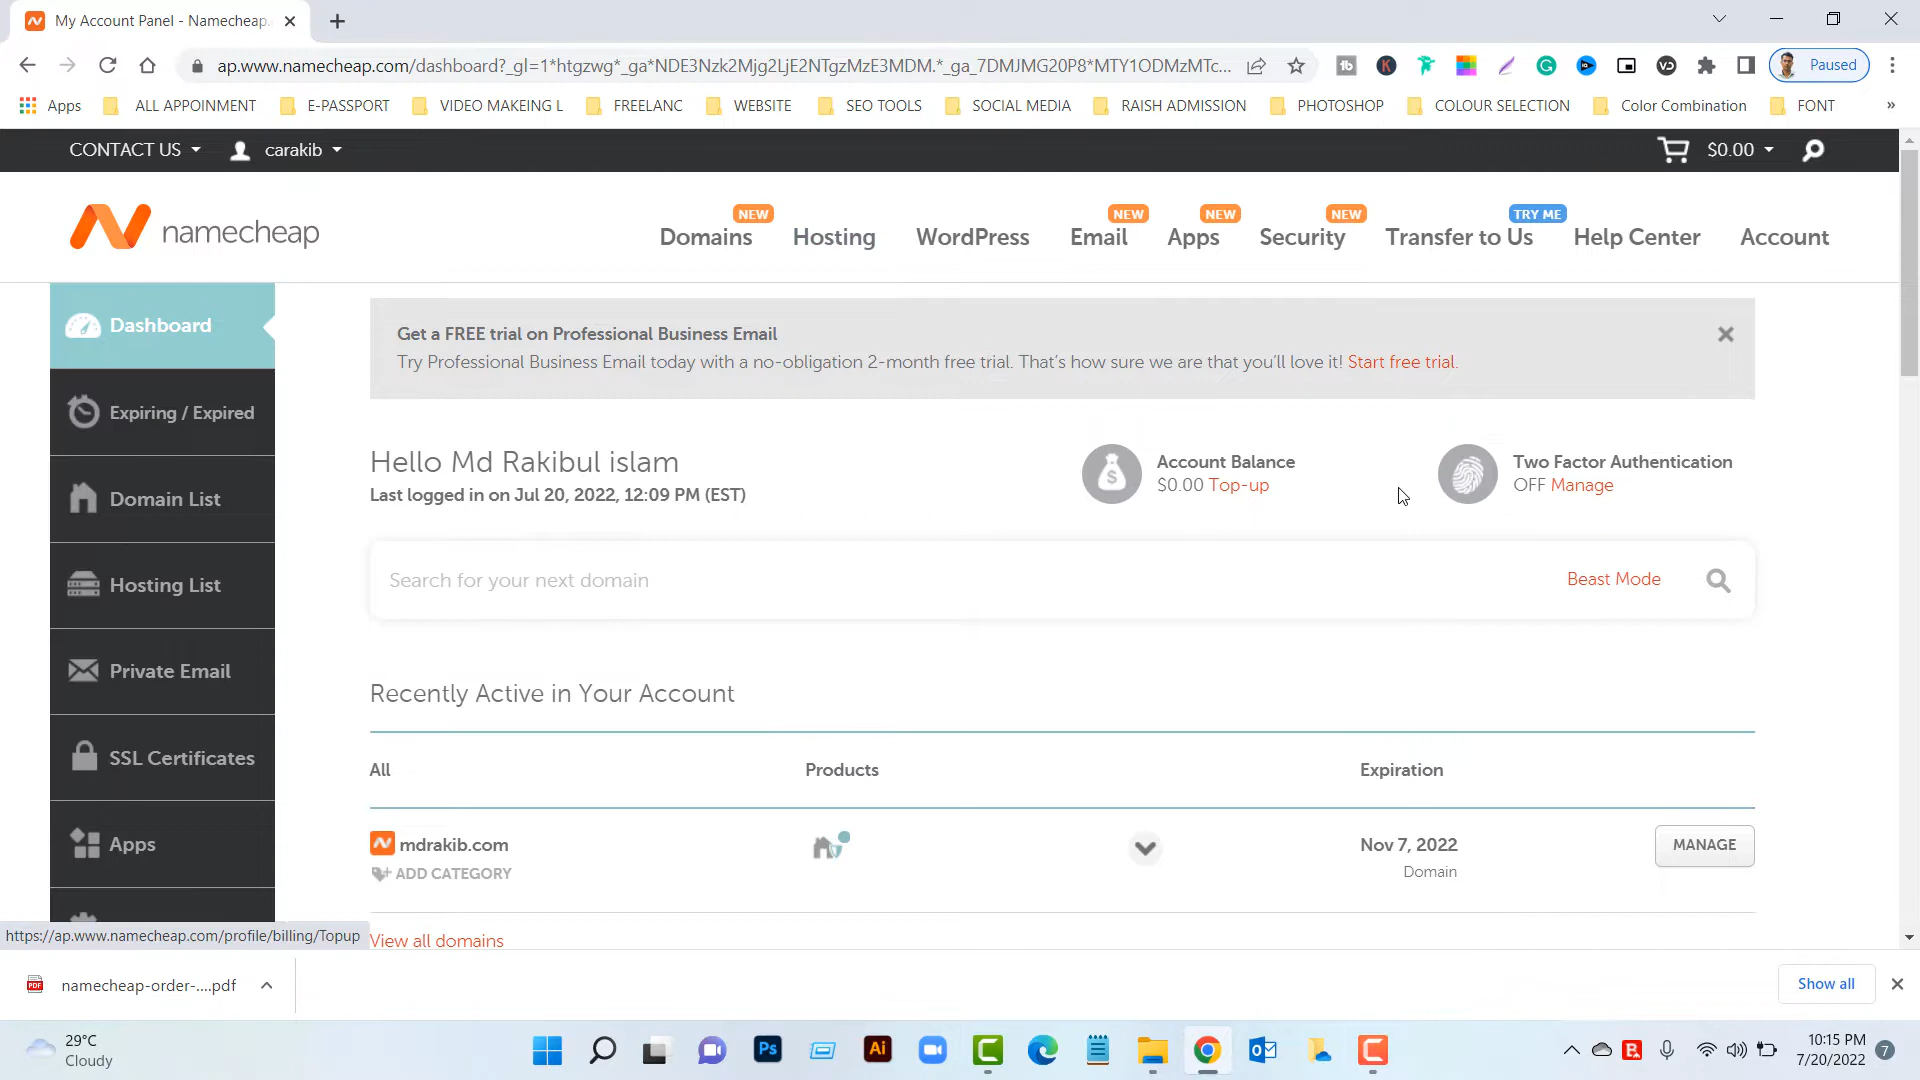 My Account Panel - Namecheap.
ap.www.namecheap.com/dashboard?_gl=1*htgzwg*_ga*NDE3Nzk2Mjg2LjE2NTgzMzE3MDM.*_ga_7DMJMG20P8*MTY1ODMzMTc...
Paused
Apps
ALL APPOINMENT
E-PASSPORT
VIDEO MAKEING L
FREELANC
WEBSITE
SEO TOOLS
SOCIAL MEDIA
RAISH ADMISSION
PHOTOSHOP
COLOUR SELECTION
Color Combination
FONT
»
CONTACT US
carakib
$0.00
namecheap
NEW
NEW
NEW
NEW
TRY ME
Domains
Hosting
WordPress
Email
Apps
Security
Transfer to Us
Help Center
Account
Dashboard
Expiring / Expired
Domain List
Hosting List
Private Email
SSL Certificates
Apps
Get a FREE trial on Professional Business Email
Try Professional Business Email today with a no-obligation 2-month free trial. That's how sure we are that you'll love it! Start free trial.
Hello Md Rakibul islam
Last logged in on Jul 20, 2022, 12:09 PM (EST)
Account Balance
$0.00 Top-up
Two Factor Authentication
OFF Manage
Search for your next domain
Beast Mode
Recently Active in Your Account
All
Products
Expiration
mdrakib.com
ADD CATEGORY
Nov 7, 2022
Domain
MANAGE
View all domains
https://ap.www.namecheap.com/profile/billing/Topup
PDF
namecheap-order-....pdf
Show all
29°C
Cloudy
Ps
Ai
10:15 PM
7/20/2022
7